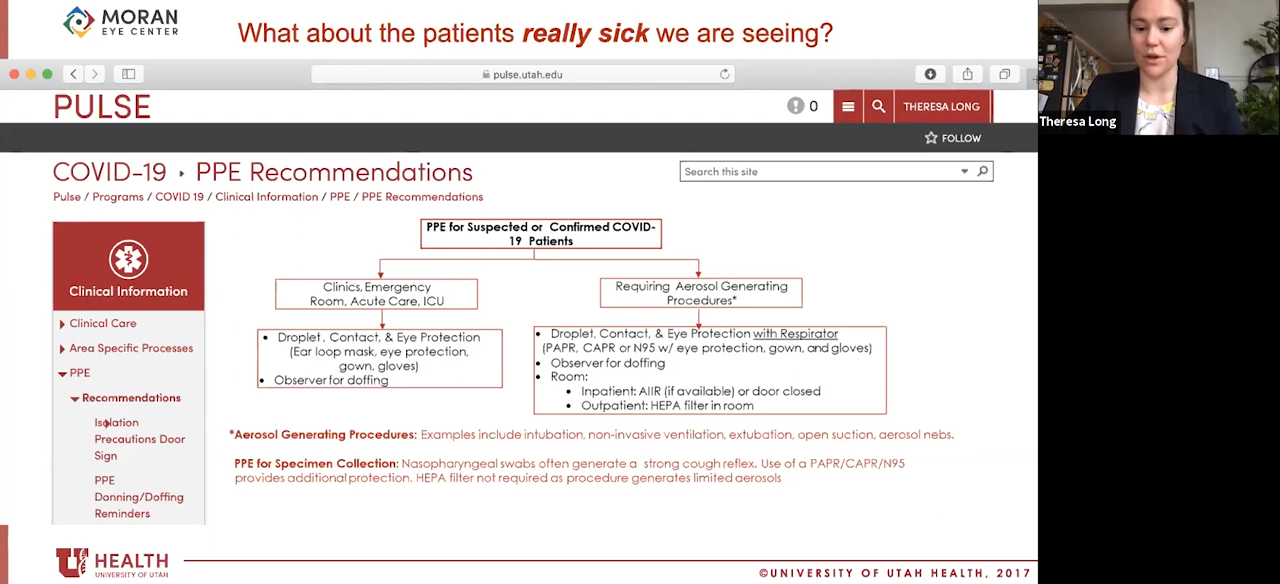 MORAN
EYE CENTER
What about the patients really sick we are seeing?
pulse.utah.edu
PULSE
0
THERESA LONG
FOLLOW
COVID-19 ‣ PPE Recommendations
Search this site
Pulse / Programs / COVID 19 / Clinical Information / PPE / PPE Recommendations
Clinical Information
Clinical Care
Area Specific Processes
PPE
Recommendations
Isolation
Precautions Door
Sign
PPE
Donning/Doffing
Reminders
PPE for Suspected or Confirmed COVID-
19 Patients
Clinics, Emergency
Room, Acute Care, ICU
Requiring Aerosol Generating
Procedures*
• Droplet, Contact, & Eye Protection
(Ear loop mask, eye protection,
gown, gloves)
• Observer for doffing
• Droplet, Contact, & Eye Protection with Respirator
(PAPR, CAPR or N95 w/ eye protection, gown, and gloves)
• Observer for doffing
• Room:
• Inpatient: AIIR (if available) or door closed
• Outpatient: HEPA filter in room
*Aerosol Generating Procedures: Examples include intubation, non-invasive ventilation, extubation, open suction, aerosol nebs.
PPE for Specimen Collection: Nasopharyngeal swabs often generate a strong cough reflex. Use of a PAPR/CAPR/N95
provides additional protection. HEPA filter not required as procedure generates limited aerosols
U HEALTH
UNIVERSITY OF UTAH
©UNIVERSITY OF UTAH HEALTH, 2017
Theresa Long